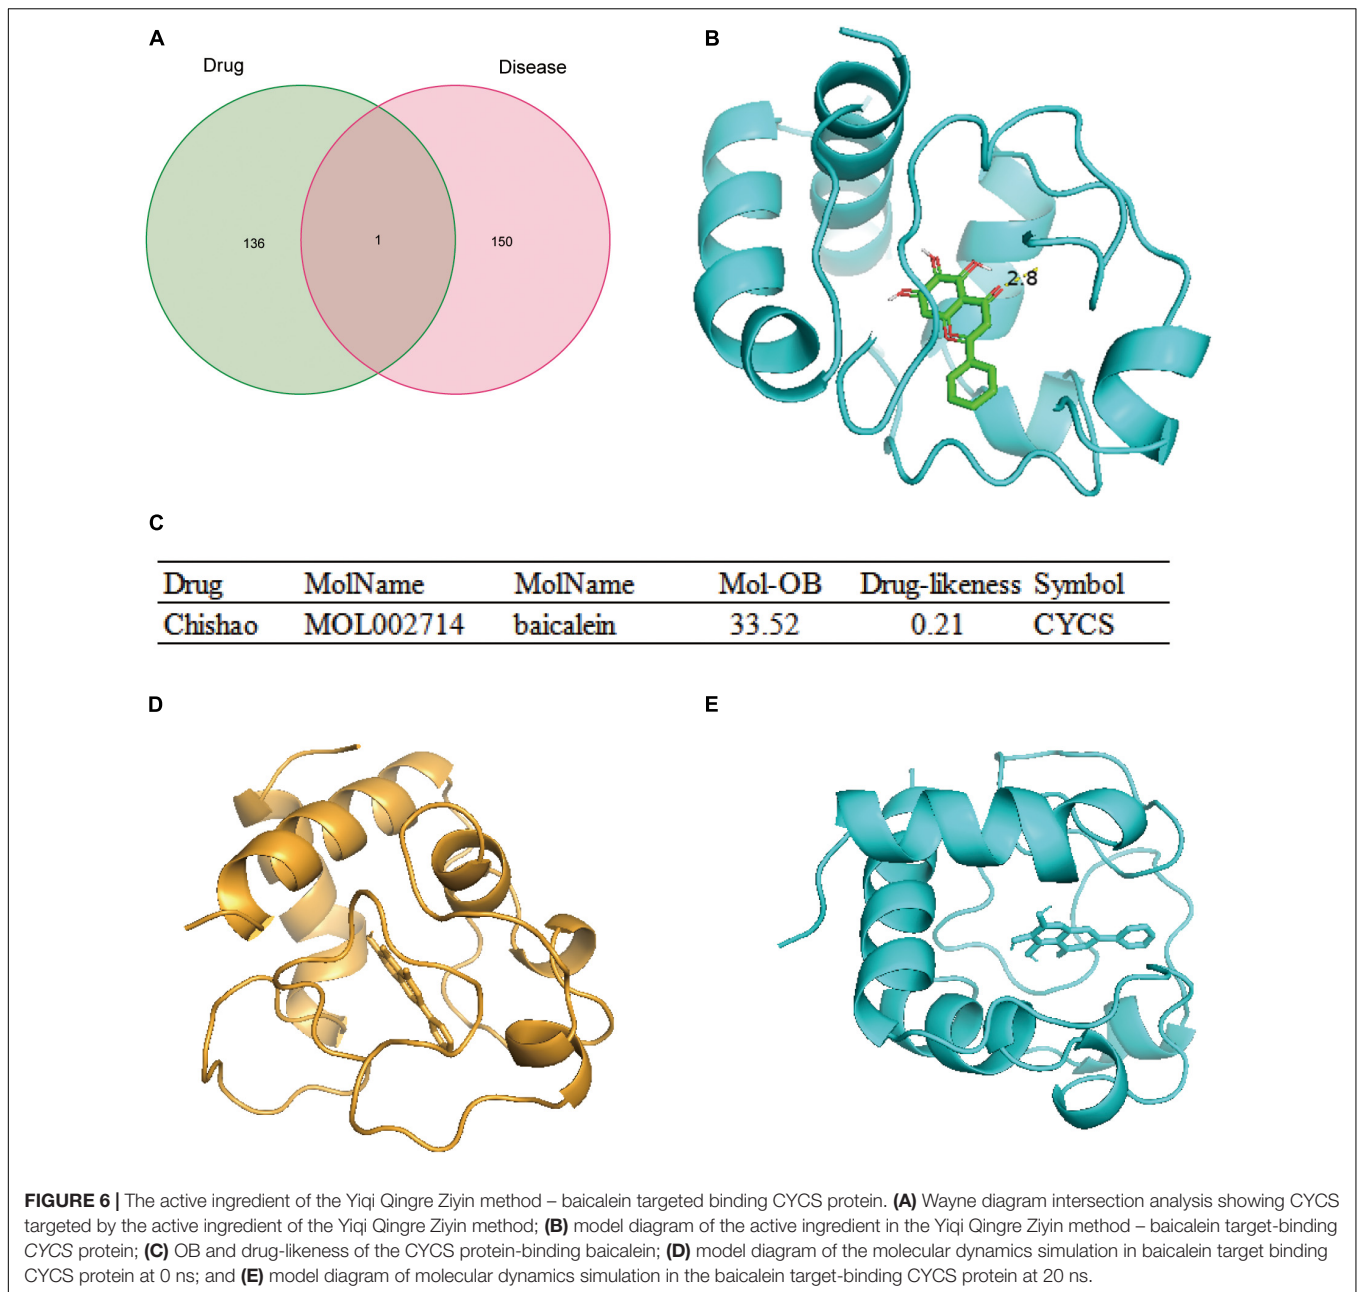 A
Drug
Disease
136
1
150
B
2.8
C
Drug MolName MolName Mol-OB Drug-likeness Symbol
Chishao MOL002714 baicalein 33.52 0.21 CYCS
D
E
FIGURE 6 | The active ingredient of the Yiqi Qingre Ziyin method – baicalein targeted binding CYCS protein. (A) Wayne diagram intersection analysis showing CYCS
targeted by the active ingredient of the Yiqi Qingre Ziyin method; (B) model diagram of the active ingredient in the Yiqi Qingre Ziyin method – baicalein target-binding
CYCS protein; (C) OB and drug-likeness of the CYCS protein-binding baicalein; (D) model diagram of the molecular dynamics simulation in baicalein target binding
CYCS protein at 0 ns; and (E) model diagram of molecular dynamics simulation in the baicalein target-binding CYCS protein at 20 ns.